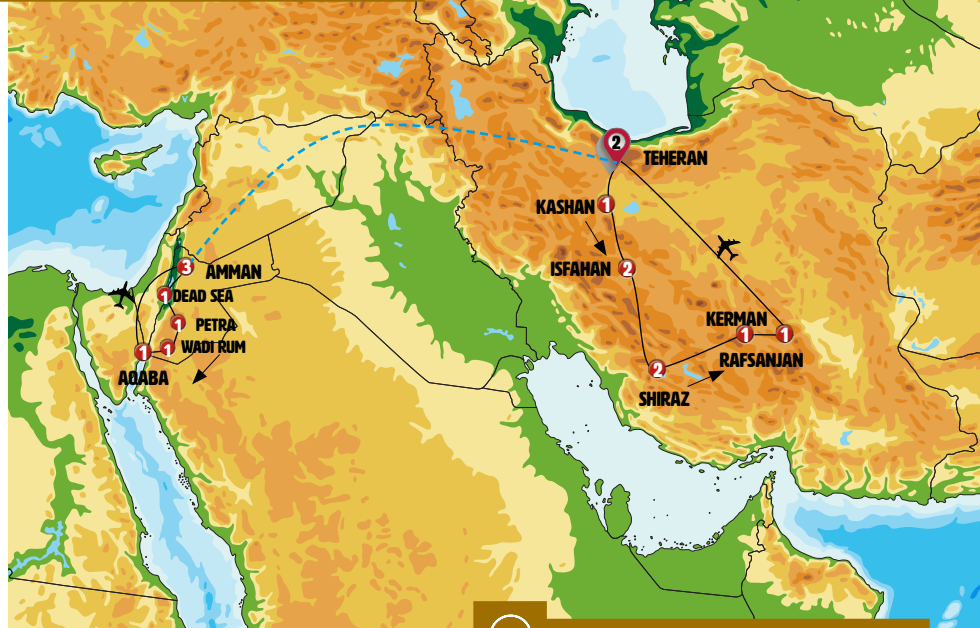 2
TEHERAN
KASHAN 1
ISFAHAN 2
3 AMMAN
1 DEAD SEA
1 PETRA
1 1 WADI RUM
AQABA
KERMAN
1 1
RAFSANJAN
2
SHIRAZ